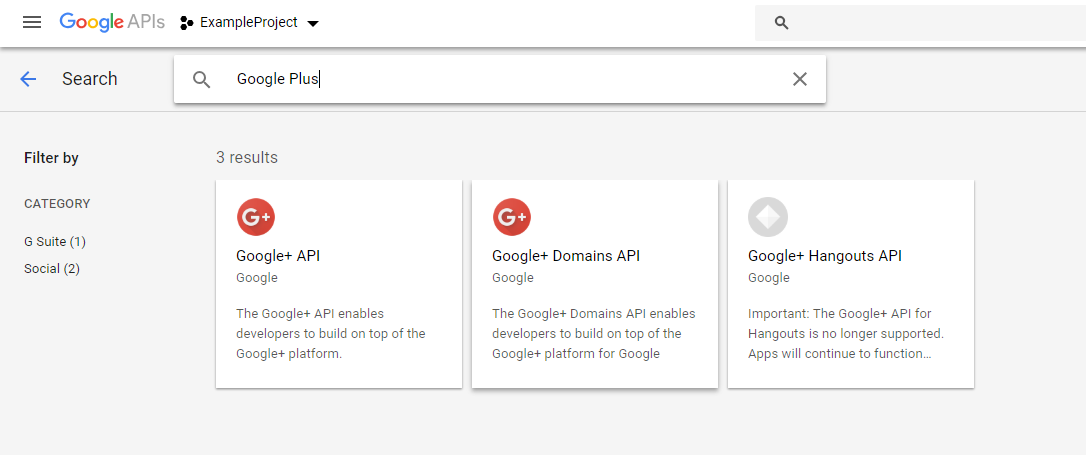 Google APIs ExampleProject
Search Google Plus
Filter by
3 results
CATEGORY
G Suite (1)
Social (2)
G+
Google+ API
Google
The Google+ API enables
developers to build on top of the
Google+ platform.
G+
Google+ Domains API
Google
The Google+ Domains API enables
developers to build on top of the
Google+ platform for Google
Google+ Hangouts API
Google
Important: The Google+ API for
Hangouts is no longer supported.
Apps will continue to function...